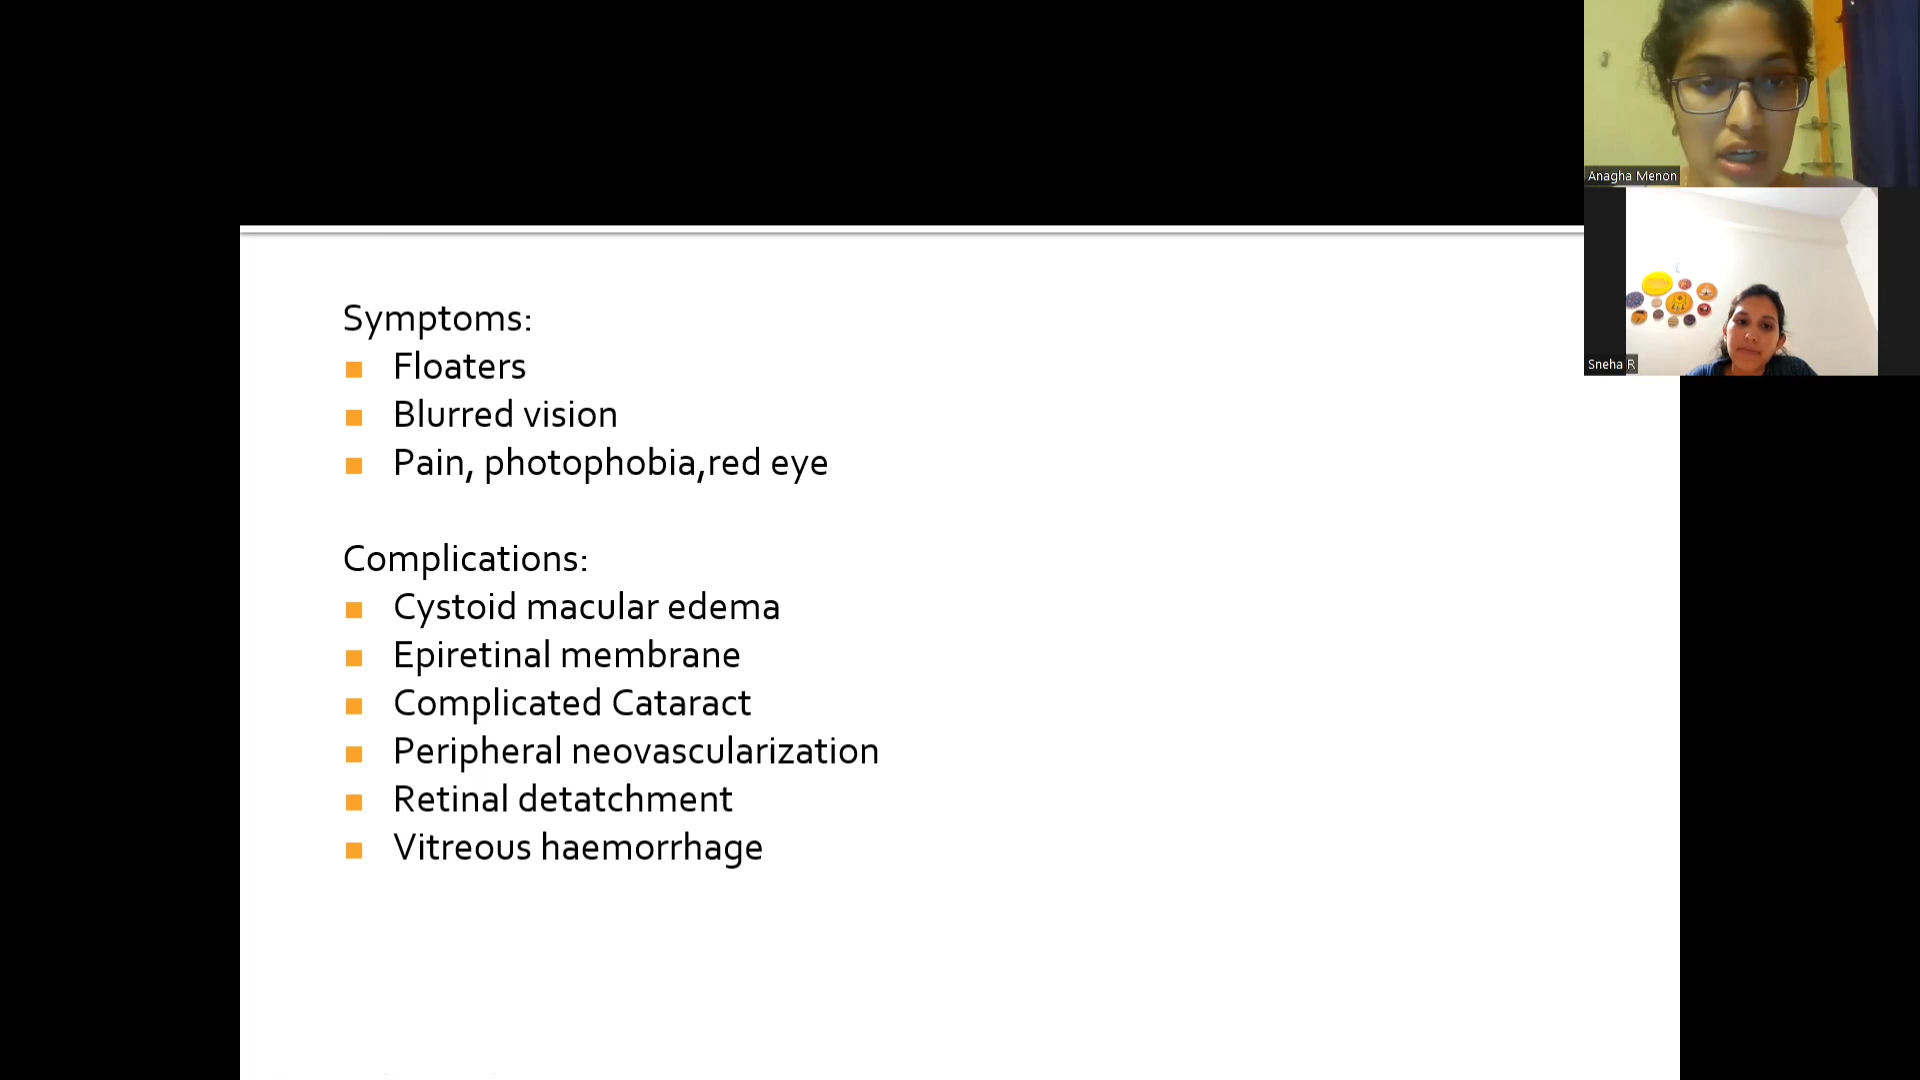 Symptoms:
Floaters
Blurred vision
Pain, photophobia,red eye
Complications:
Cystoid macular edema
Epiretinal membrane
Complicated Cataract
Peripheral neovascularization
Retinal detatchment
Vitreous haemorrhage
Anagha Menon
Sneha R